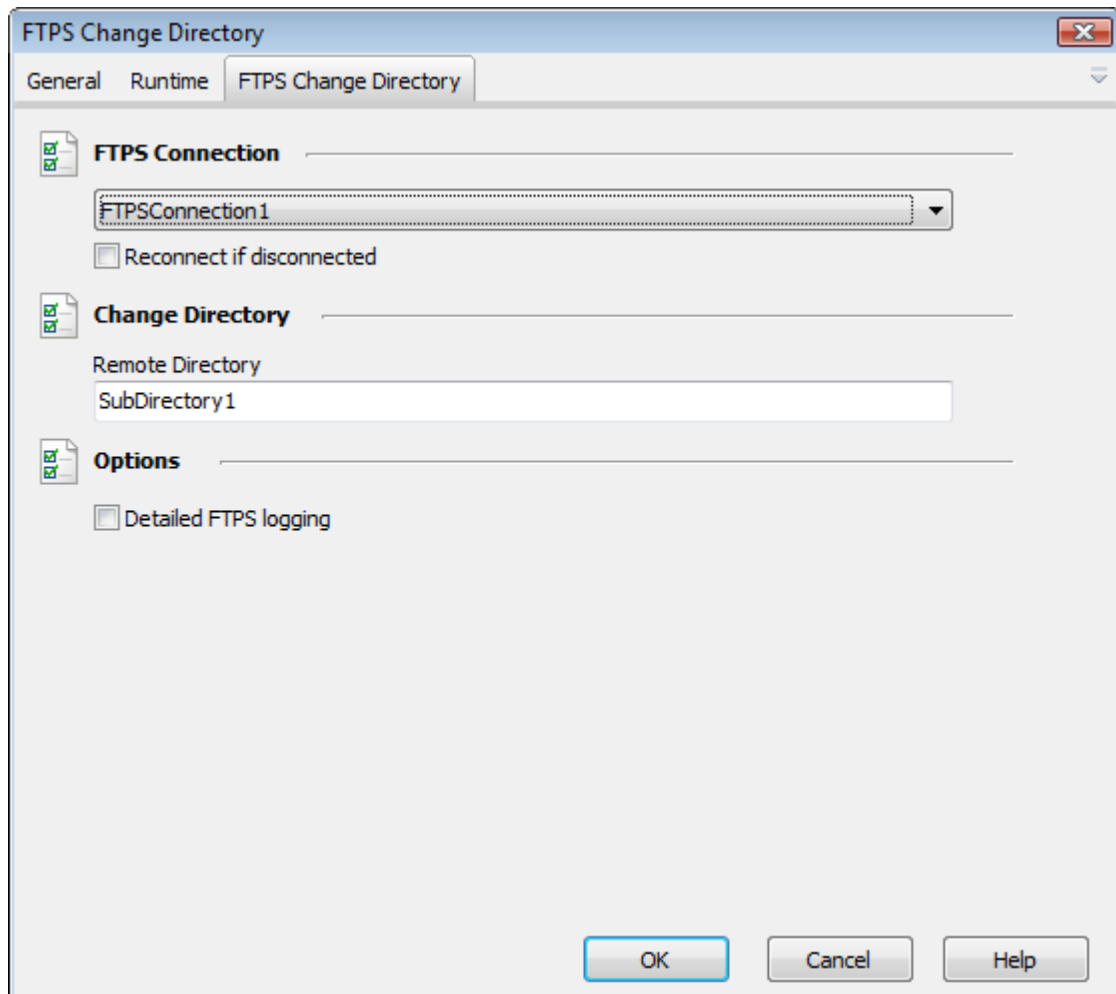 FTPS Change Directory
General Runtime FTPS Change Directory
FTPS Connection
FTPSConnection1
Reconnect if disconnected
Change Directory
Remote Directory
SubDirectory1
Options
Detailed FTPS logging
OK Cancel Help